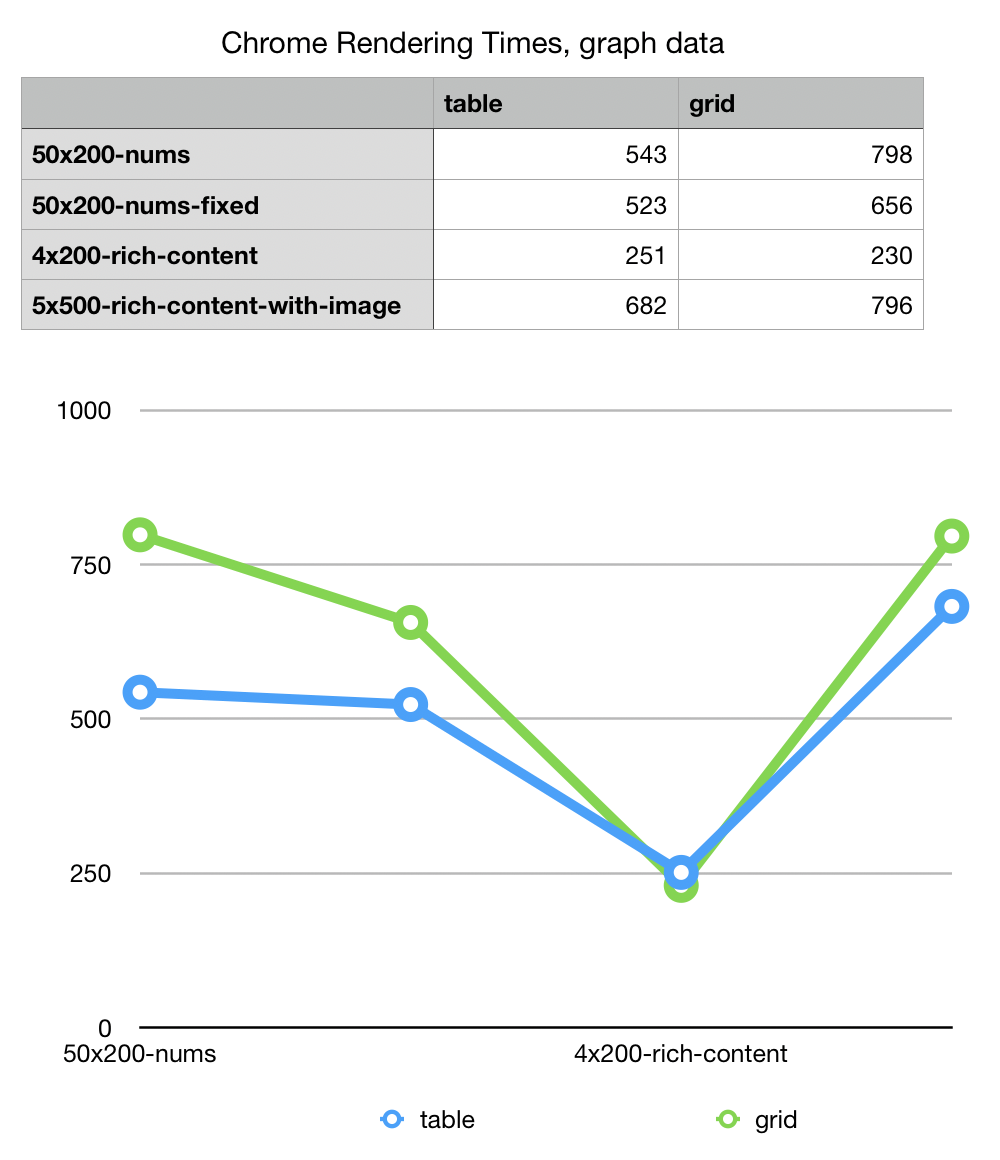 Chrome Rendering Times, graph data
table grid
50x200-nums 543 798
50x200-nums-fixed 523 656
4x200-rich-content 251 230
5x500-rich-content-with-image 682 796
1000
750
500
250
0
50x200-nums 4x200-rich-content
table grid